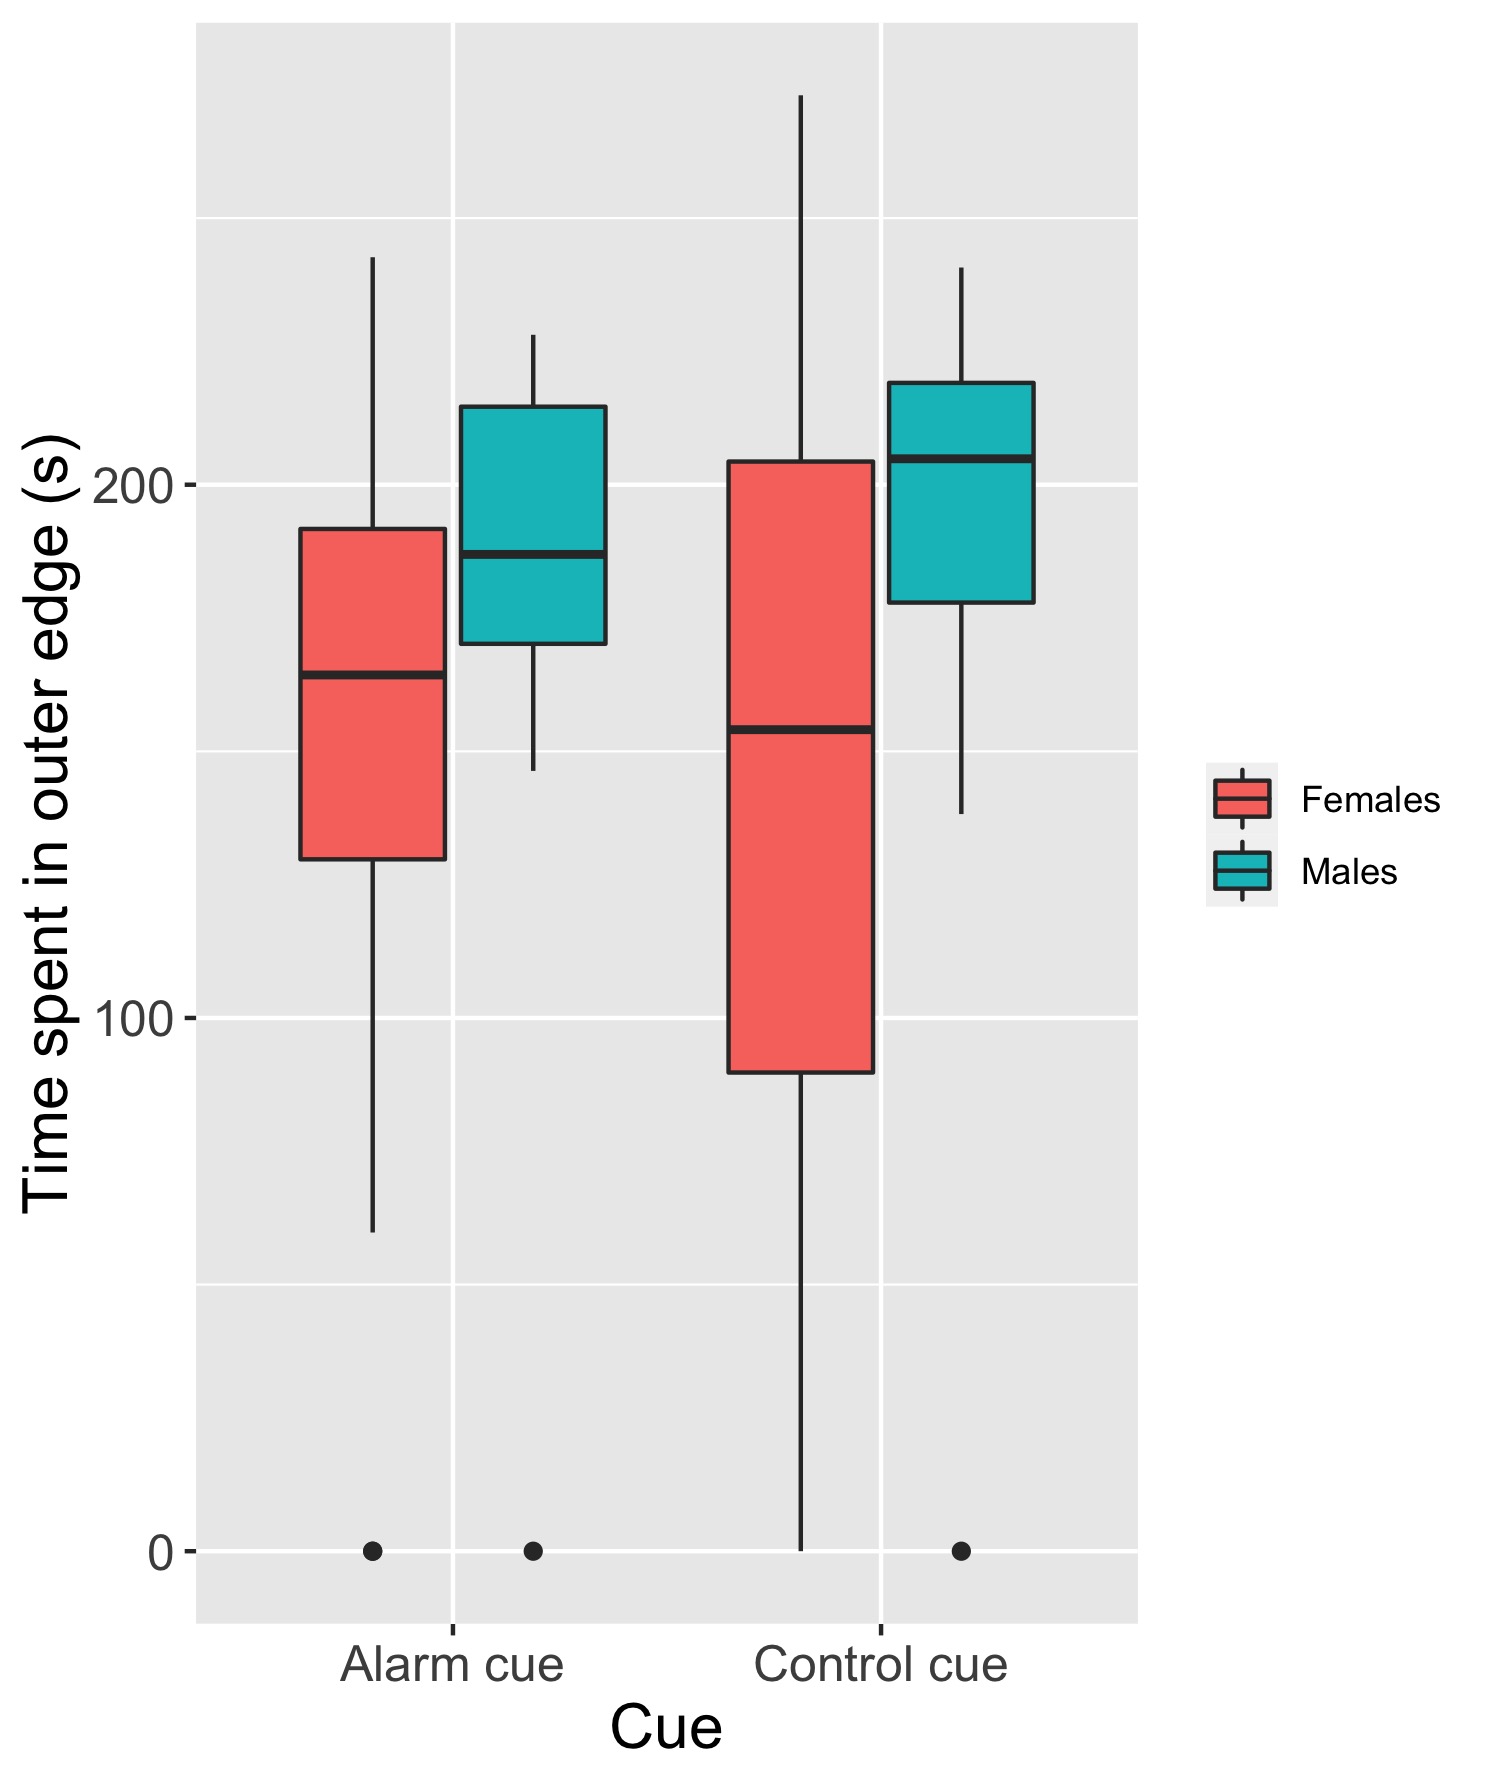 Time spent in outer edge (s)
200
100
0
Alarm cue
Control cue
Cue
Females
Males